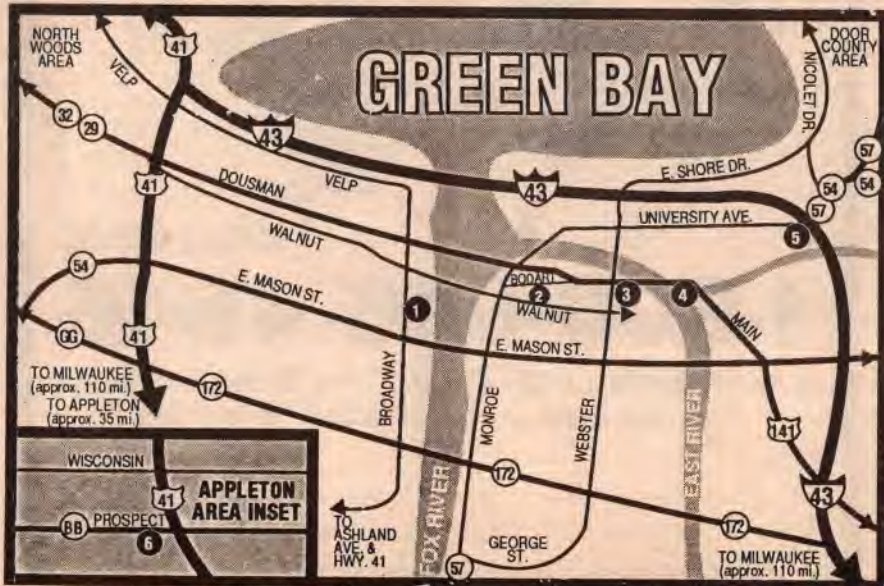 NORTH
WOODS
AREA
VELP
41
GREEN BAY
NICOLET DR.
DOOR
COUNTY
AREA
32
29
43
57
E. SHORE DR.
54
54
57
41
DOUSMAN
VELP
43
UNIVERSITY AVE.
5
WALNUT
54
E. MASON ST.
BODART
1
2
3
4
WALNUT
MAIN
GG
41
E. MASON ST.
TO MILWAUKEE
(approx. 110 mi.)
172
BROADWAY
MONROE
WEBSTER
EAST RIVER
TO APPLETON
(approx. 35 mi.)
141
WISCONSIN
41
APPLETON
AREA INSET
172
43
BB
PROSPECT
6
TO
ASHLAND
AVE. &
HWY. 41
FOX RIVER
57
GEORGE
ST.
172
TO MILWAUKEE
(approx. 110 mi.)